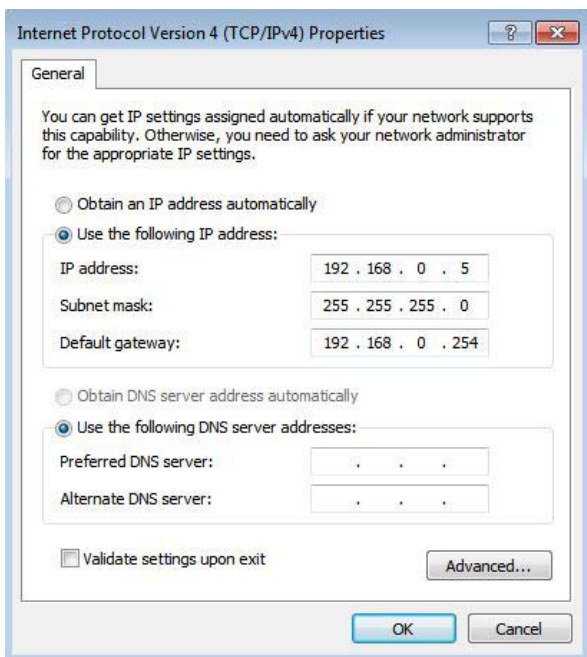 Internet Protocol Version 4 (TCP/IPv4) Properties
General
You can get IP settings assigned automatically if your network supports
this capability. Otherwise, you need to ask your network administrator
for the appropriate IP settings.
Obtain an IP address automatically
Use the following IP address:
IP address: 192 . 168 . 0 . 5
Subnet mask: 255 . 255 . 255 . 0
Default gateway: 192 . 168 . 0 . 254
Obtain DNS server address automatically
Use the following DNS server addresses:
Preferred DNS server: . . .
Alternate DNS server: . . .
Validate settings upon exit
Advanced...
OK Cancel